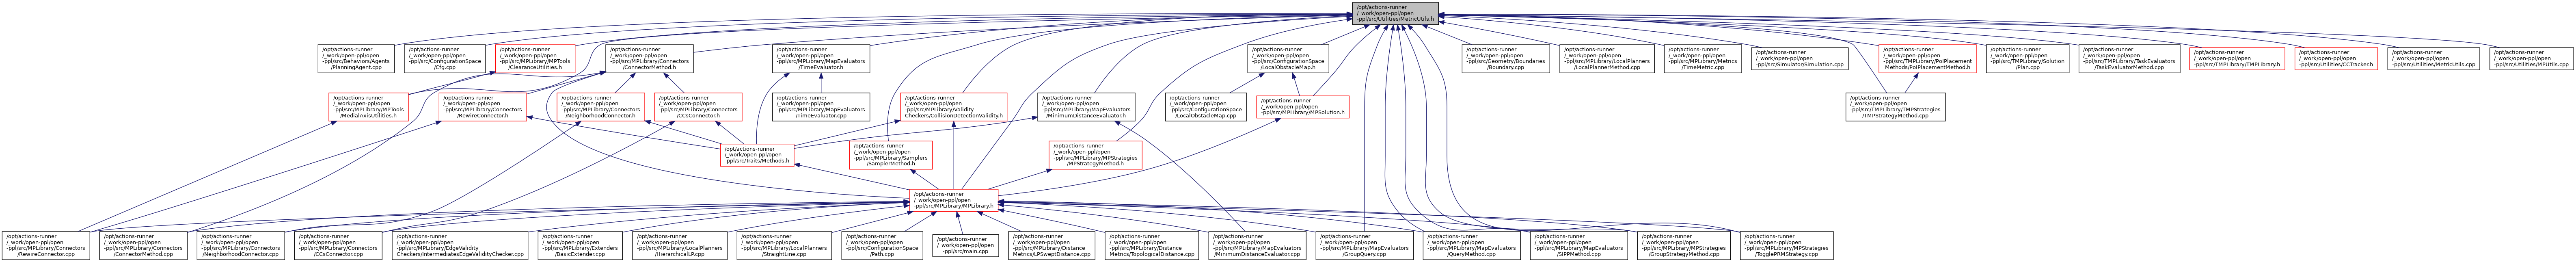 /opt/actions-runner
/_work/open-ppl/open
-ppl/src/Utilities/MetricUtils.h
/opt/actions-runner
/_work/open-ppl/open
-ppl/src/Behaviors/Agents
/PlanningAgent.cpp
/opt/actions-runner
/_work/open-ppl/open
-ppl/src/ConfigurationSpace
/Cfg.cpp
/opt/actions-runner
/_work/open-ppl/open
-ppl/src/MPLibrary/MPTools
/ClearanceUtilities.h
/opt/actions-runner
/_work/open-ppl/open
-ppl/src/MPLibrary/Connectors
/ConnectorMethod.h
/opt/actions-runner
/_work/open-ppl/open
-ppl/src/MPLibrary/MapEvaluators
/TimeEvaluator.h
/opt/actions-runner
/_work/open-ppl/open
-ppl/src/ConfigurationSpace
/LocalObstacleMap.h
/opt/actions-runner
/_work/open-ppl/open
-ppl/src/Geometry/Boundaries
/Boundary.cpp
/opt/actions-runner
/_work/open-ppl/open
-ppl/src/MPLibrary/LocalPlanners
/LocalPlannerMethod.cpp
/opt/actions-runner
/_work/open-ppl/open
-ppl/src/MPLibrary/Metrics
/TimeMetric.cpp
/opt/actions-runner
/_work/open-ppl/open
-ppl/src/Simulator/Simulation.cpp
/opt/actions-runner
/_work/open-ppl/open
-ppl/src/TMPLibrary/PoIPlacement
Methods/PoIPlacementMethod.h
/opt/actions-runner
/_work/open-ppl/open
-ppl/src/TMPLibrary/Solution
/Plan.cpp
/opt/actions-runner
/_work/open-ppl/open
-ppl/src/TMPLibrary/TaskEvaluators
/TaskEvaluatorMethod.cpp
/opt/actions-runner
/_work/open-ppl/open
-ppl/src/TMPLibrary/TMPLibrary.h
/opt/actions-runner
/_work/open-ppl/open
-ppl/src/Utilities/CCTracker.h
/opt/actions-runner
/_work/open-ppl/open
-ppl/src/Utilities/MetricUtils.cpp
/opt/actions-runner
/_work/open-ppl/open
-ppl/src/Utilities/MPUtils.cpp
/opt/actions-runner
/_work/open-ppl/open
-ppl/src/MPLibrary/MPTools
/MedialAxisUtilities.h
/opt/actions-runner
/_work/open-ppl/open
-ppl/src/MPLibrary/Connectors
/RewireConnector.h
/opt/actions-runner
/_work/open-ppl/open
-ppl/src/MPLibrary/Connectors
/NeighborhoodConnector.h
/opt/actions-runner
/_work/open-ppl/open
-ppl/src/MPLibrary/Connectors
/CCsConnector.h
/opt/actions-runner
/_work/open-ppl/open
-ppl/src/MPLibrary/MapEvaluators
/TimeEvaluator.cpp
/opt/actions-runner
/_work/open-ppl/open
-ppl/src/MPLibrary/Validity
Checkers/CollisionDetectionValidity.h
/opt/actions-runner
/_work/open-ppl/open
-ppl/src/MPLibrary/MapEvaluators
/MinimumDistanceEvaluator.h
/opt/actions-runner
/_work/open-ppl/open
-ppl/src/ConfigurationSpace
/LocalObstacleMap.cpp
/opt/actions-runner
/_work/open-ppl/open
-ppl/src/MPLibrary/MPSolution.h
/opt/actions-runner
/_work/open-ppl/open
-ppl/src/TMPLibrary/TMPStrategies
/TMPStrategyMethod.cpp
/opt/actions-runner
/_work/open-ppl/open
-ppl/src/Traits/Methods.h
/opt/actions-runner
/_work/open-ppl/open
-ppl/src/MPLibrary/Samplers
/SamplerMethod.h
/opt/actions-runner
/_work/open-ppl/open
-ppl/src/MPLibrary/MPStrategies
/MPStrategyMethod.h
/opt/actions-runner
/_work/open-ppl/open
-ppl/src/MPLibrary/MPLibrary.h
/opt/actions-runner
/_work/open-ppl/open
-ppl/src/MPLibrary/Connectors
/RewireConnector.cpp
/opt/actions-runner
/_work/open-ppl/open
-ppl/src/MPLibrary/Connectors
/ConnectorMethod.cpp
/opt/actions-runner
/_work/open-ppl/open
-ppl/src/MPLibrary/Connectors
/NeighborhoodConnector.cpp
/opt/actions-runner
/_work/open-ppl/open
-ppl/src/MPLibrary/Connectors
/CCsConnector.cpp
/opt/actions-runner
/_work/open-ppl/open
-ppl/src/MPLibrary/EdgeValidity
Checkers/IntermediatesEdgeValidityChecker.cpp
/opt/actions-runner
/_work/open-ppl/open
-ppl/src/MPLibrary/Extenders
/BasicExtender.cpp
/opt/actions-runner
/_work/open-ppl/open
-ppl/src/MPLibrary/LocalPlanners
/HierarchicalLP.cpp
/opt/actions-runner
/_work/open-ppl/open
-ppl/src/MPLibrary/LocalPlanners
/StraightLine.cpp
/opt/actions-runner
/_work/open-ppl/open
-ppl/src/ConfigurationSpace
/Path.cpp
/opt/actions-runner
/_work/open-ppl/open
-ppl/src/main.cpp
/opt/actions-runner
/_work/open-ppl/open
-ppl/src/MPLibrary/Distance
Metrics/LPSweptDistance.cpp
/opt/actions-runner
/_work/open-ppl/open
-ppl/src/MPLibrary/Distance
Metrics/TopologicalDistance.cpp
/opt/actions-runner
/_work/open-ppl/open
-ppl/src/MPLibrary/MapEvaluators
/MinimumDistanceEvaluator.cpp
/opt/actions-runner
/_work/open-ppl/open
-ppl/src/MPLibrary/MapEvaluators
/GroupQuery.cpp
/opt/actions-runner
/_work/open-ppl/open
-ppl/src/MPLibrary/MapEvaluators
/QueryMethod.cpp
/opt/actions-runner
/_work/open-ppl/open
-ppl/src/MPLibrary/MapEvaluators
/SIPPMethod.cpp
/opt/actions-runner
/_work/open-ppl/open
-ppl/src/MPLibrary/MPStrategies
/GroupStrategyMethod.cpp
/opt/actions-runner
/_work/open-ppl/open
-ppl/src/MPLibrary/MPStrategies
/TogglePRMStrategy.cpp